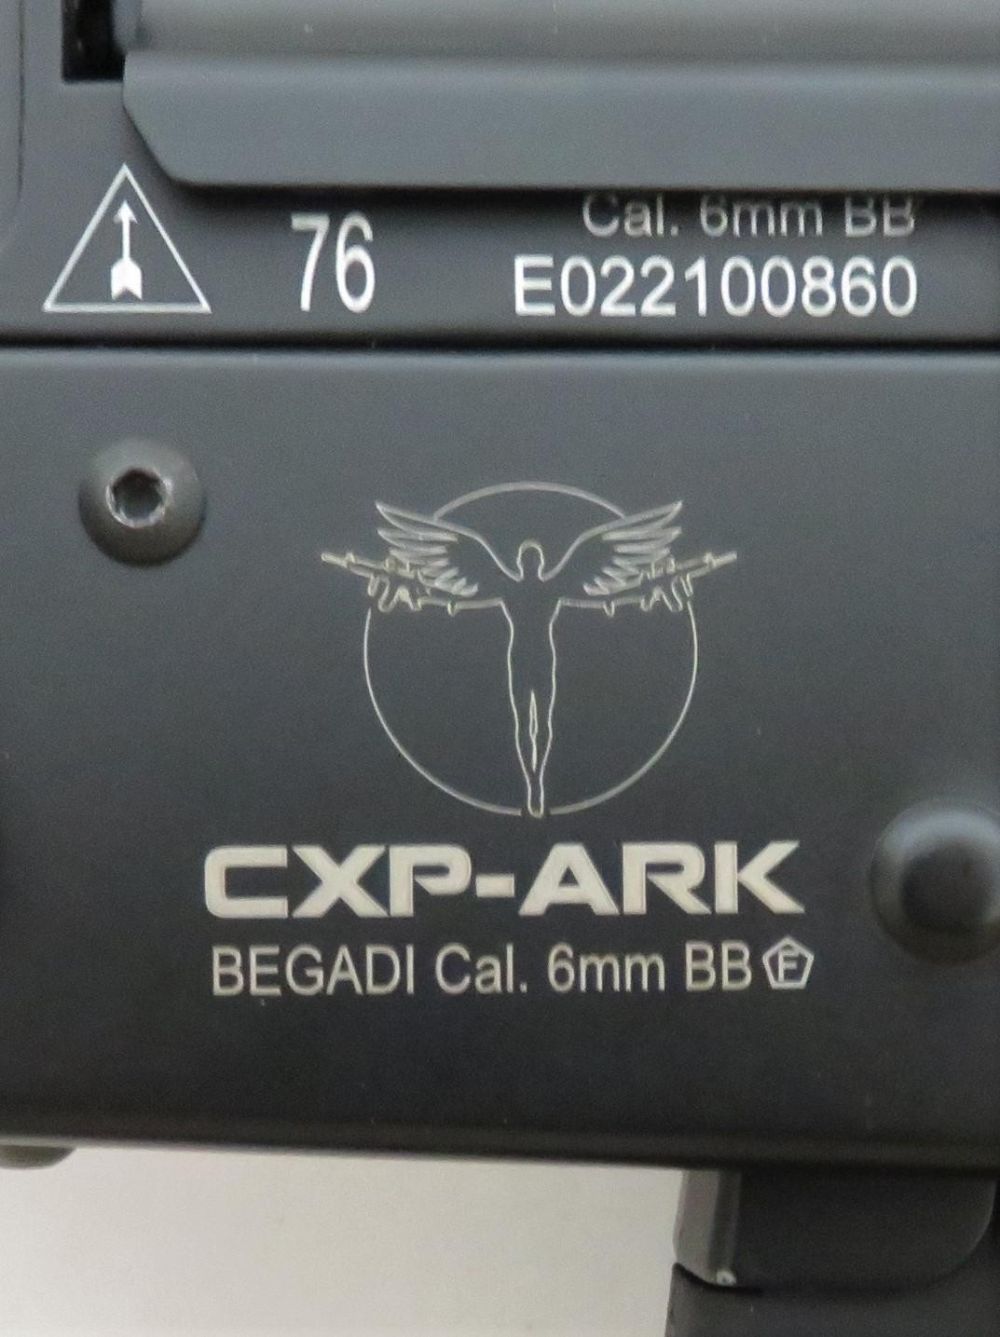 Cal. 6mm BB
76 E022100860
CXP-ARK
BEGADI Cal. 6mm BB F